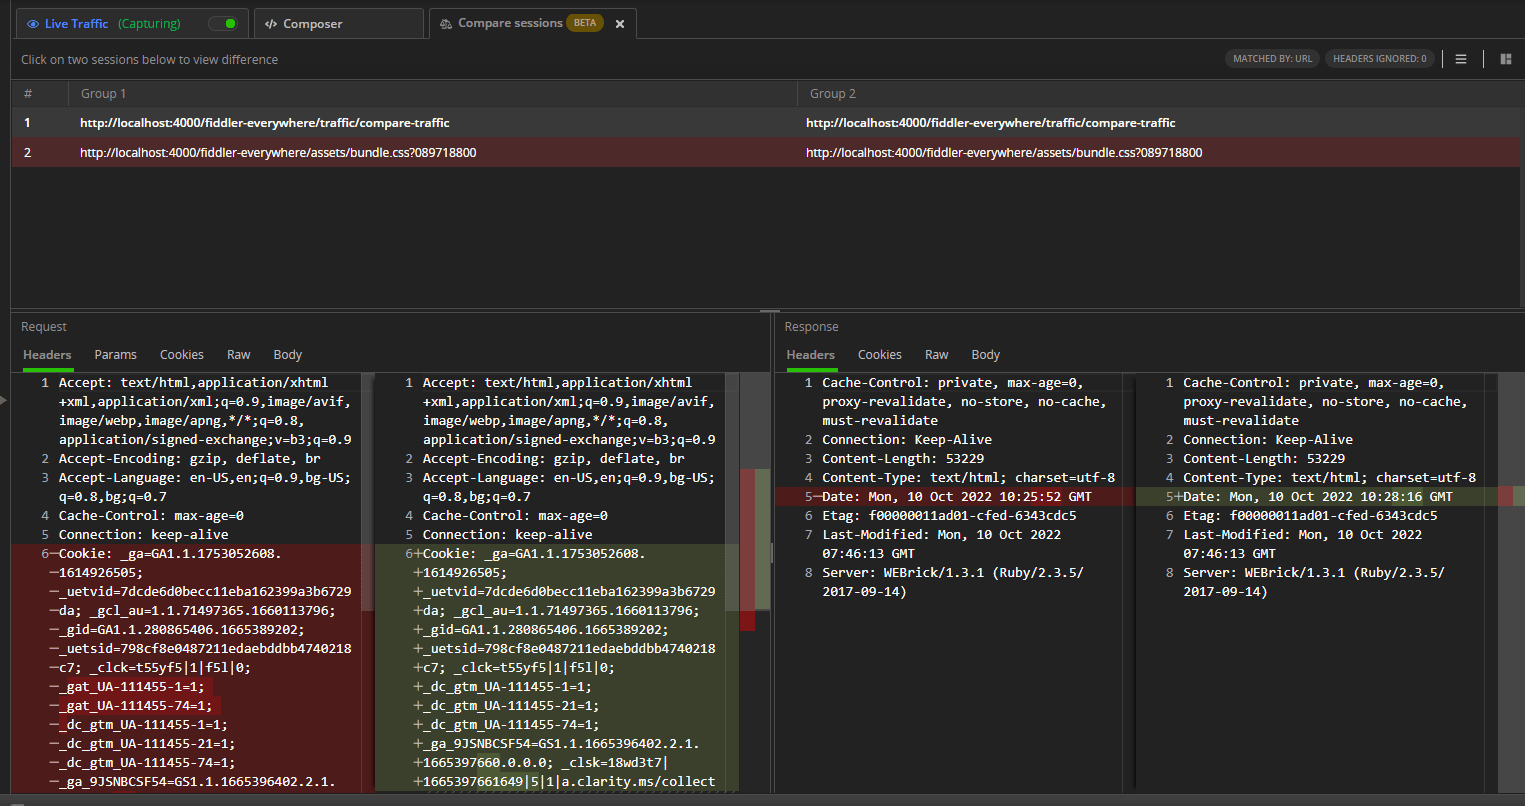 Live Traffic (Capturing)
</> Composer
Compare sessions BETA
Click on two sessions below to view difference
MATCHED BY: URL
HEADERS IGNORED: 0
# Group 1 Group 2
1 http://localhost:4000/fiddler-everywhere/traffic/compare-traffic http://localhost:4000/fiddler-everywhere/traffic/compare-traffic
2 http://localhost:4000/fiddler-everywhere/assets/bundle.css?089718800 http://localhost:4000/fiddler-everywhere/assets/bundle.css?089718800
Request
Headers Params Cookies Raw Body
1 Accept: text/html,application/xhtml
+xml,application/xml;q=0.9,image/avif,
image/webp,image/apng,*/*;q=0.8,
application/signed-exchange;v=b3;q=0.9
2 Accept-Encoding: gzip, deflate, br
3 Accept-Language: en-US,en;q=0.9,bg-US;
q=0.8,bg;q=0.7
4 Cache-Control: max-age=0
5 Connection: keep-alive
6—Cookie: _ga=GA1.1.1753052608.
—1614926505;
—_uetvid=7dcde6d0becc11eba162399a3b6729
—da; _gcl_au=1.1.71497365.1660113796;
—_gid=GA1.1.280865406.1665389202;
—_uetsid=798cf8e0487211edaebddbb4740218
—c7; _clck=t55yf5|1|f5l|0;
—_gat_UA-111455-1=1;
—_gat_UA-111455-74=1;
—_dc_gtm_UA-111455-1=1;
—_dc_gtm_UA-111455-21=1;
—_dc_gtm_UA-111455-74=1;
—_ga_9JSNBCSF54=GS1.1.1665396402.2.1.
1 Accept: text/html,application/xhtml
+xml,application/xml;q=0.9,image/avif,
image/webp,image/apng,*/*;q=0.8,
application/signed-exchange;v=b3;q=0.9
2 Accept-Encoding: gzip, deflate, br
3 Accept-Language: en-US,en;q=0.9,bg-US;
q=0.8,bg;q=0.7
4 Cache-Control: max-age=0
5 Connection: keep-alive
6+Cookie: _ga=GA1.1.1753052608.
+1614926505;
+_uetvid=7dcde6d0becc11eba162399a3b6729
+da; _gcl_au=1.1.71497365.1660113796;
+_gid=GA1.1.280865406.1665389202;
+_uetsid=798cf8e0487211edaebddbb4740218
+c7; _clck=t55yf5|1|f5l|0;
+_dc_gtm_UA-111455-1=1;
+_dc_gtm_UA-111455-21=1;
+_dc_gtm_UA-111455-74=1;
+_ga_9JSNBCSF54=GS1.1.1665396402.2.1.
+1665397660.0.0.0; _clsk=18wd3t7|
+1665397661649|5|1|a.clarity.ms/collect
Response
Headers Cookies Raw Body
1 Cache-Control: private, max-age=0,
proxy-revalidate, no-store, no-cache,
must-revalidate
2 Connection: Keep-Alive
3 Content-Length: 53229
4 Content-Type: text/html; charset=utf-8
5—Date: Mon, 10 Oct 2022 10:25:52 GMT
6 Etag: f00000011ad01-cfed-6343cdc5
7 Last-Modified: Mon, 10 Oct 2022
07:46:13 GMT
8 Server: WEBrick/1.3.1 (Ruby/2.3.5/
2017-09-14)
1 Cache-Control: private, max-age=0,
proxy-revalidate, no-store, no-cache,
must-revalidate
2 Connection: Keep-Alive
3 Content-Length: 53229
4 Content-Type: text/html; charset=utf-8
5+Date: Mon, 10 Oct 2022 10:28:16 GMT
6 Etag: f00000011ad01-cfed-6343cdc5
7 Last-Modified: Mon, 10 Oct 2022
07:46:13 GMT
8 Server: WEBrick/1.3.1 (Ruby/2.3.5/
2017-09-14)